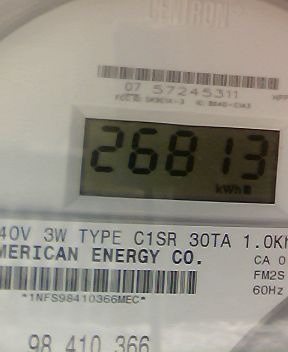 CENTRON
07 57245311
26813
kWh
40V 3W TYPE C1SR 30TA 1.0Kh
MERICAN ENERGY CO.
CA 0
FM2S
*1NFS98410366MEC*
60Hz
98 410 366